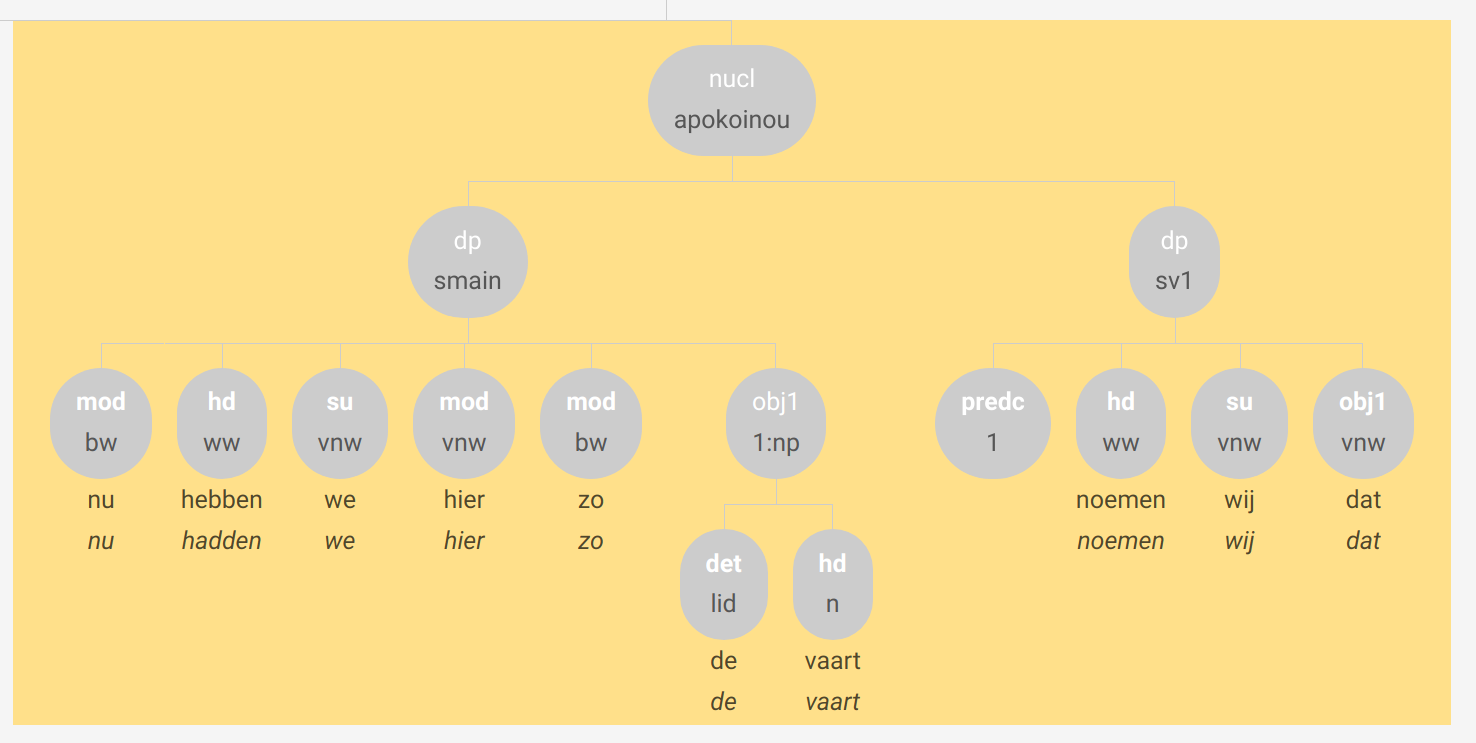 nucl
apokoinou
dp
smain
dp
sv1
mod
bw
nu
nu
hd
ww
hebben
hadden
su
vnw
we
we
mod
vnw
hier
hier
mod
bw
zo
zo
obj1
1:np
det
lid
de
de
hd
n
vaart
vaart
predc
1
hd
ww
noemen
noemen
su
vnw
wij
wij
obj1
vnw
dat
dat